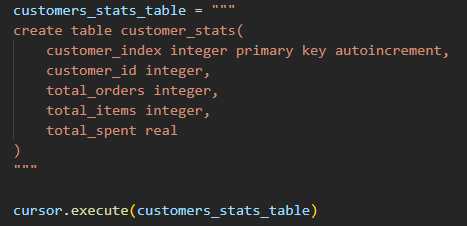 customers_stats_table = """
create table customer_stats(
    customer_index integer primary key autoincrement,
    customer_id integer,
    total_orders integer,
    total_items integer,
    total_spent real
)
"""
cursor.execute(customers_stats_table)